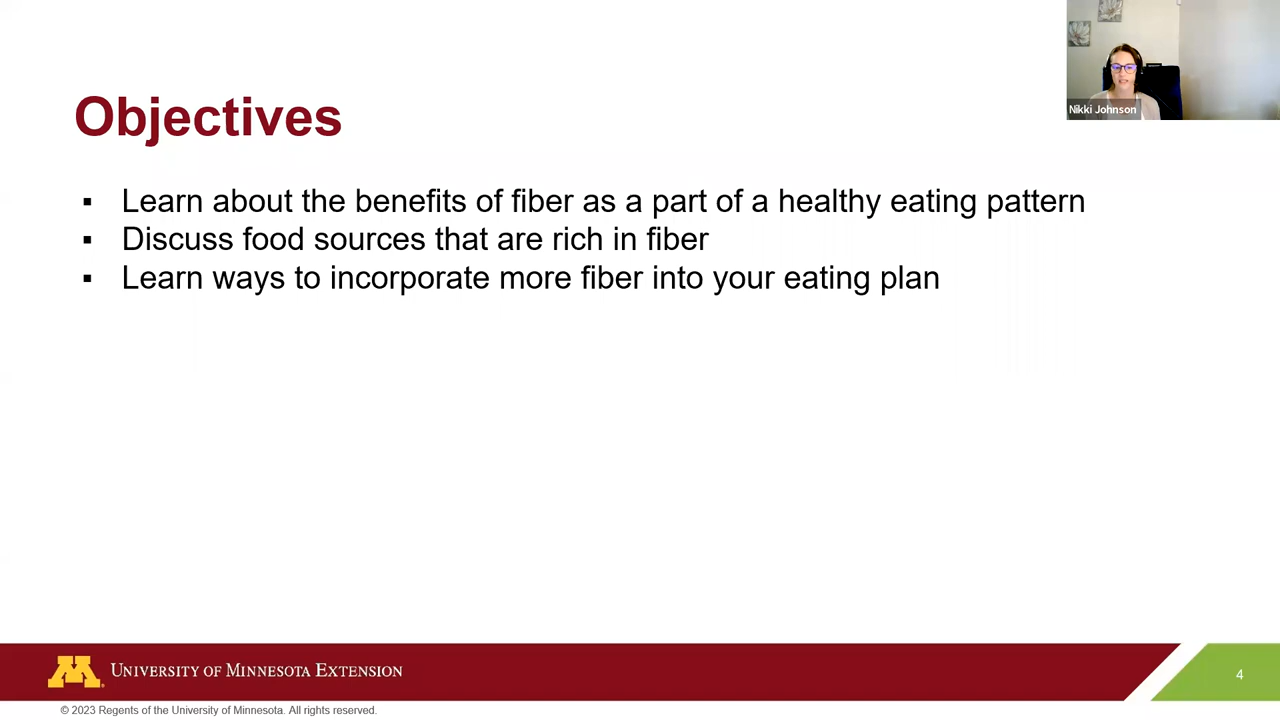 Nikki Johnson
Objectives
▪ Learn about the benefits of fiber as a part of a healthy eating pattern
▪ Discuss food sources that are rich in fiber
▪ Learn ways to incorporate more fiber into your eating plan
M
UNIVERSITY OF MINNESOTA EXTENSION
4
© 2023 Regents of the University of Minnesota. All rights reserved.